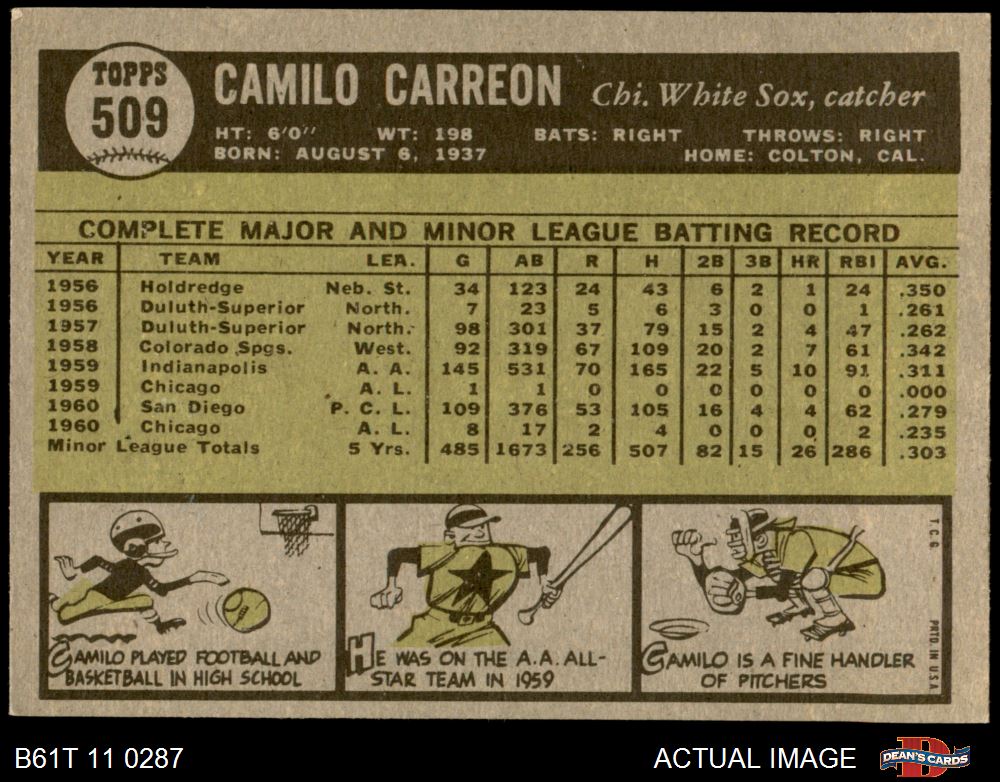 TOPPS
509
CAMILO CARREON Chi. White Sox, catcher
HT: 6'0" WT: 198 BATS: RIGHT THROWS: RIGHT
BORN: AUGUST 6, 1937 HOME: COLTON, CAL.
COMPLETE MAJOR AND MINOR LEAGUE BATTING RECORD
YEAR TEAM LEA. G AB R H 2B 3B HR RBI AVG.
1956 Holdredge Neb. St. 34 123 24 43 6 2 1 24 .350
1956 Duluth-Superior North. 7 23 5 6 3 0 0 1 .261
1957 Duluth-Superior North. 98 301 37 79 15 2 4 47 .262
1958 Colorado Spgs. West. 92 319 67 109 20 2 7 61 .342
1959 Indianapolis A. A. 145 531 70 165 22 5 10 91 .311
1959 Chicago A. L. 1 1 0 0 0 0 0 0 .000
1960 San Diego P. C. L. 109 376 53 105 16 4 4 62 .279
1960 Chicago A. L. 8 17 2 4 0 0 0 2 .235
Minor League Totals 5 Yrs. 485 1673 256 507 82 15 26 286 .303
CAMILO PLAYED FOOTBALL AND
BASKETBALL IN HIGH SCHOOL
HE WAS ON THE A.A. ALL-
STAR TEAM IN 1959
CAMILO IS A FINE HANDLER
OF PITCHERS
T.C.G
PRTD. IN U.S.A.
B61T 11 0287
ACTUAL IMAGE
DEAN'S CARDS